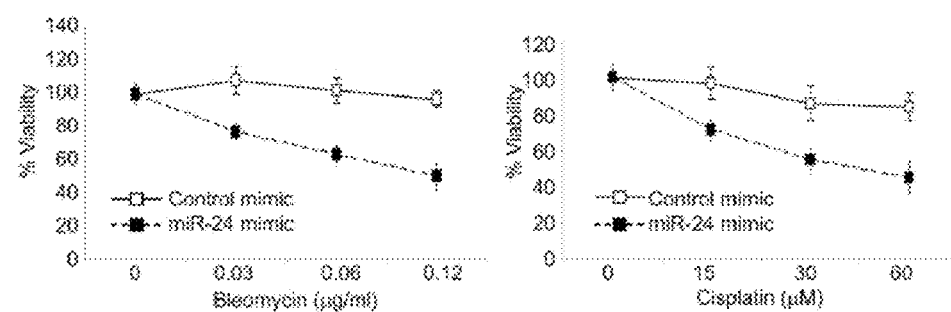 140
120
100
80
60
40
20
0
% Viability
Control mimic
miR-24 mimic
0 0.03 0.06 0.12
Bleomycin (µg/ml)
120
100
80
60
40
20
0
% Viability
Control mimic
miR-24 mimic
0 15 30 60
Cisplatin (µM)